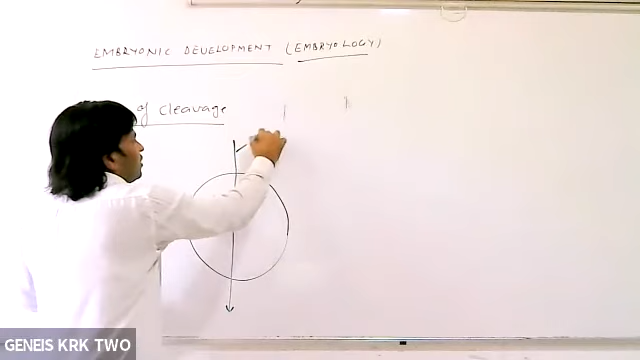 EMBRYONIC DEVELOPMENT (EMBRYOLOGY)
of Cleavage
GENEIS KRK TWO